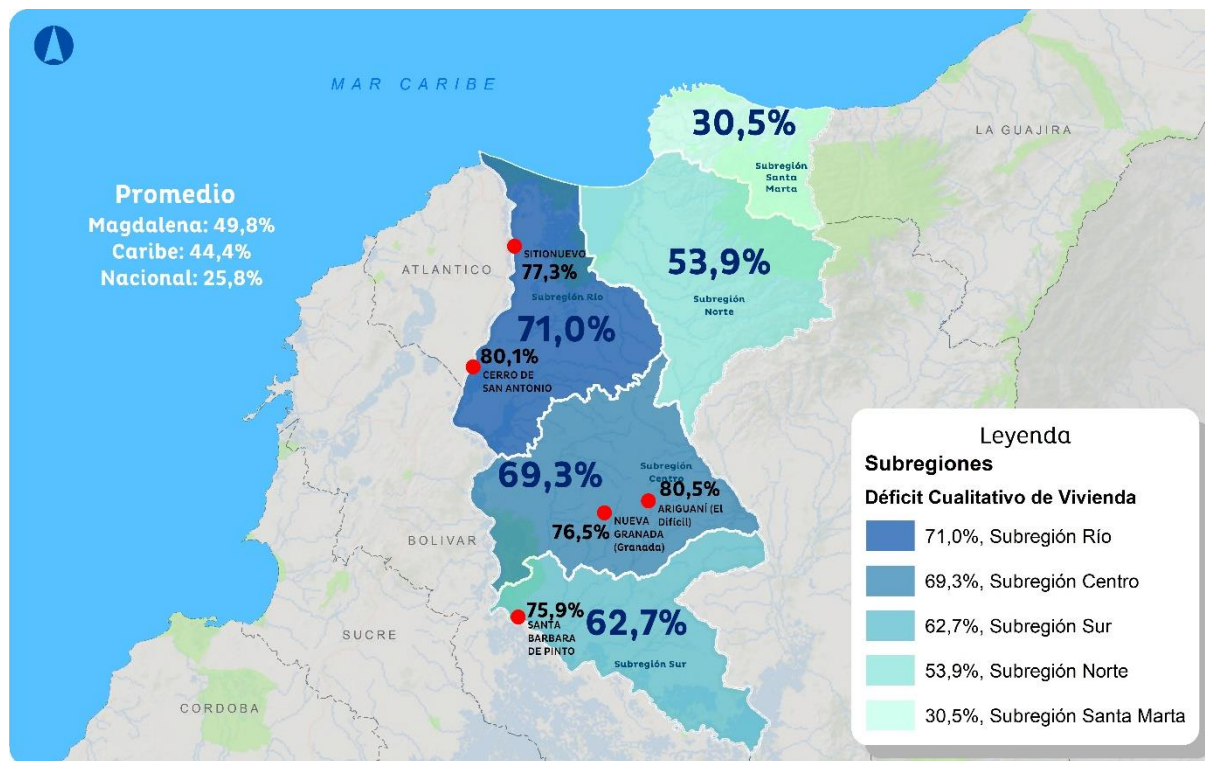 MAR CARIBE
Promedio
Magdalena: 49,8%
Caribe: 44,4%
Nacional: 25,8%
30,5%
Subregión
Santa
Marta
LA GUAJIRA
ATLANTICO
SITIONUEVO
77,3%
Subregión Río
71,0%
80,1%
CERRO DE
SAN ANTONIO
53,9%
Subregión
Norte
69,3%
Subregión
Centro
80,5%
ARIGUANÍ (El
Difícil)
76,5%
NUEVA
GRANADA
(Granada)
BOLIVAR
75,9%
SANTA
BARBARA
DE PINTO
62,7%
Subregión Sur
SUCRE
CORDOBA
Leyenda
Subregiones
Déficit Cualitativo de Vivienda
71,0%, Subregión Río
69,3%, Subregión Centro
62,7%, Subregión Sur
53,9%, Subregión Norte
30,5%, Subregión Santa Marta